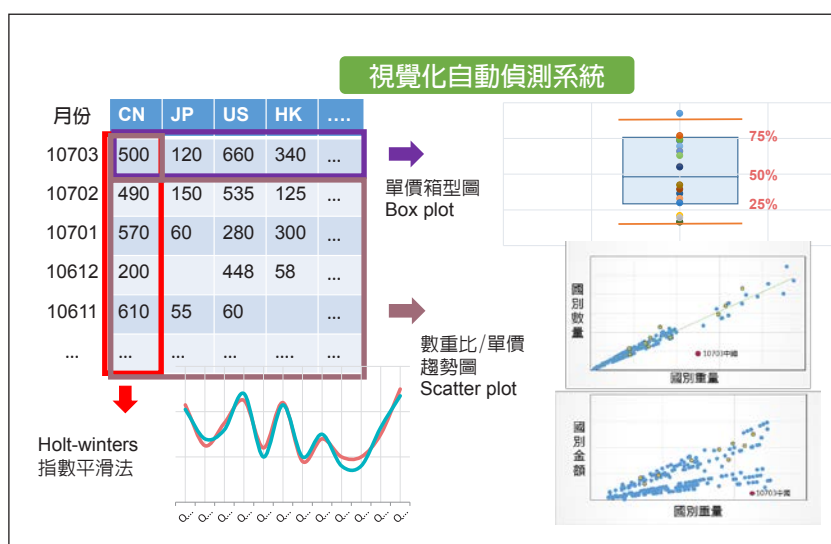 視覺化自動偵測系統
月份 CN JP US HK ....
10703 500 120 660 340 ...
10702 490 150 535 125 ...
10701 570 60 280 300 ...
10612 200 448 58 ...
10611 610 55 60 ...
... ... ... ... .... ...
單價箱型圖
Box plot
75%
50%
25%
數重比/單價
趨勢圖
Scatter plot
國別數量
10703中國
國別重量
國別金額
10703中國
國別重量
Holt-winters
指數平滑法
Q... Q... Q... Q... Q... Q... Q... Q... Q... Q... Q... Q...